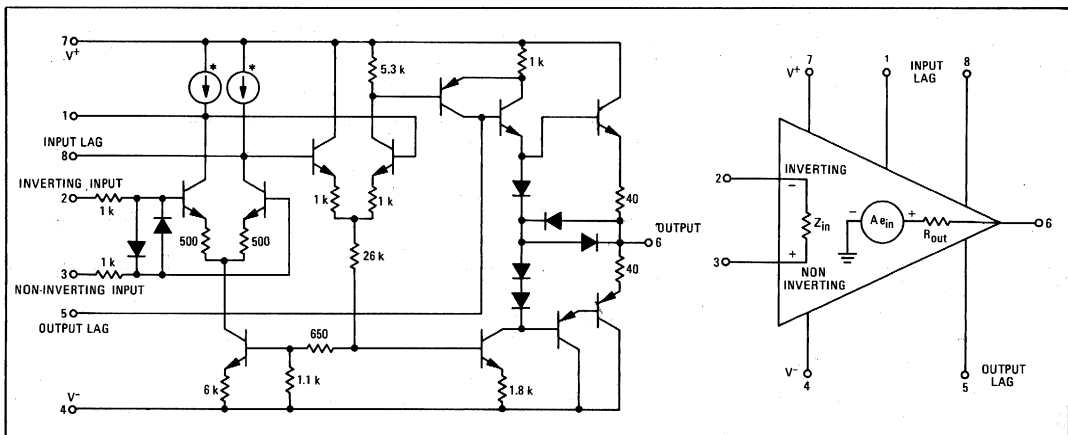 7
V+
*
*
5.3 k
1 k
1
INPUT LAG
8
INVERTING INPUT
2
1 k
1 k
1 k
40
500
500
OUTPUT
6
26 k
40
3
1 k
NON-INVERTING INPUT
5
OUTPUT LAG
650
6 k
1.1 k
1.8 k
V-
4
7
V+
1
INPUT
LAG
8
2
INVERTING
−
Zin
− Aein +
Rout
6
3
+
NON
INVERTING
V-
4
OUTPUT
LAG
5